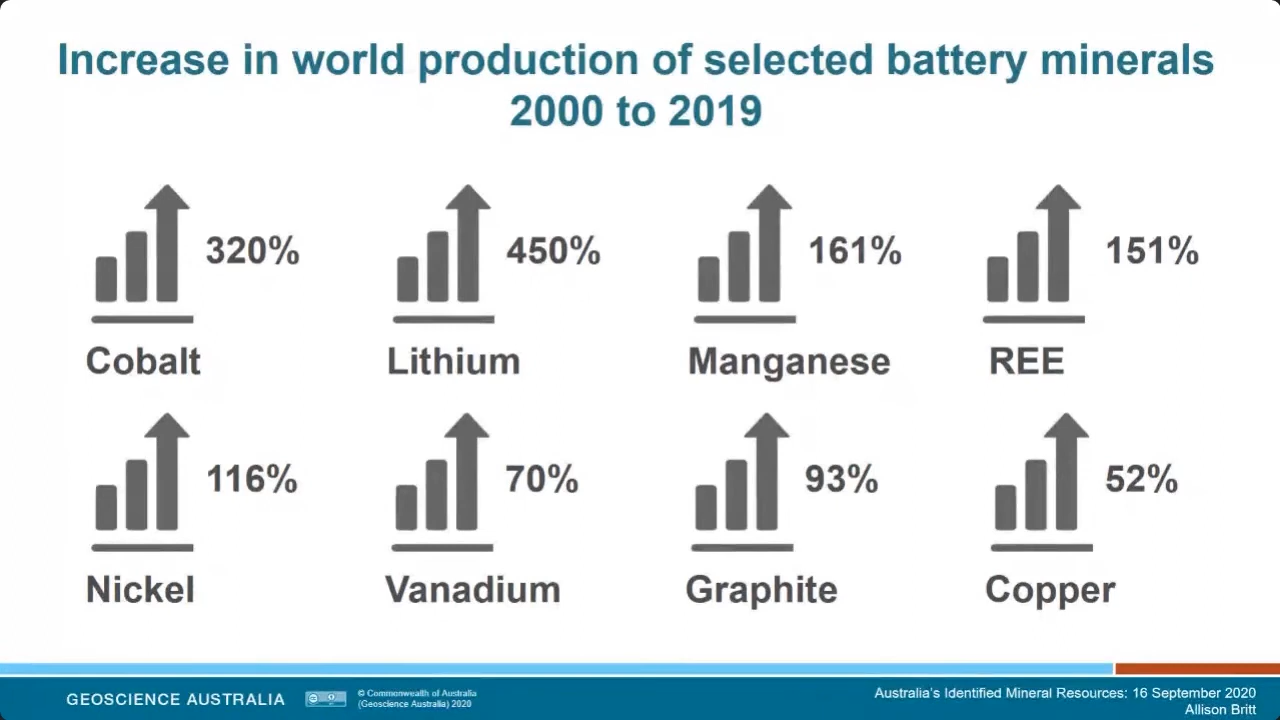 Increase in world production of selected battery minerals
2000 to 2019
320%
Cobalt
450%
Lithium
161%
Manganese
151%
REE
116%
Nickel
70%
Vanadium
93%
Graphite
52%
Copper
GEOSCIENCE AUSTRALIA
© Commonwealth of Australia
(Geoscience Australia) 2020
Australia's Identified Mineral Resources: 16 September 2020
Allison Britt